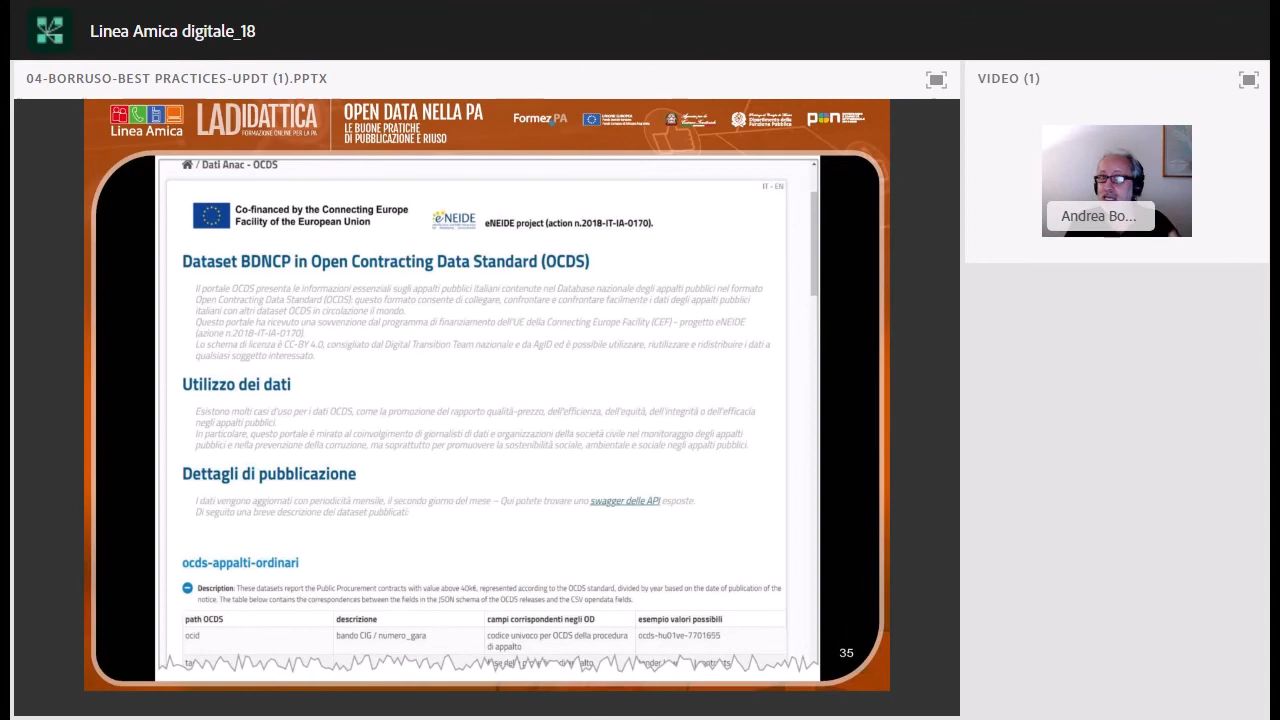 Linea Amica digitale_18
04-BORRUSO-BEST PRACTICES-UPDT (1).PPTX
VIDEO (1)
Linea Amica
LADIDATTICA
FORMAZIONE ONLINE PER LA PA
OPEN DATA NELLA PA
LE BUONE PRATICHE
DI PUBBLICAZIONE E RIUSO
FormezPA
UNIONE EUROPEA
pon
/ Dati Anac - OCDS
IT - EN
Co-financed by the Connecting Europe
Facility of the European Union
eNEIDE
eNEIDE project (action n.2018-IT-IA-0170).
Dataset BDNCP in Open Contracting Data Standard (OCDS)
Il portale OCDS presenta le informazioni essenziali sugli appalti pubblici italiani contenute nel Database nazionale degli appalti pubblici nel formato
Open Contracting Data Standard (OCDS): questo formato consente di collegare, confrontare e confrontare facilmente i dati degli appalti pubblici
italiani con altri dataset OCDS in circolazione il mondo.
Questo portale ha ricevuto una sovvenzione dal programma di finanziamento dell'UE della Connecting Europe Facility (CEF) - progetto eNEIDE
(azione n.2018-IT-IA-0170).
Lo schema di licenza è CC-BY 4.0, consigliato dal Digital Transition Team nazionale e da AgID ed è possibile utilizzare, riutilizzare e ridistribuire i dati a
qualsiasi soggetto interessato.
Utilizzo dei dati
Esistono molti casi d'uso per i dati OCDS, come la promozione del rapporto qualità-prezzo, dell'efficienza, dell'equità, dell'integrità o dell'efficacia
negli appalti pubblici.
In particolare, questo portale è mirato al coinvolgimento di giornalisti di dati e organizzazioni della società civile nel monitoraggio degli appalti
pubblici e nella prevenzione della corruzione, ma soprattutto per promuovere la sostenibilità sociale, ambientale e sociale negli appalti pubblici.
Dettagli di pubblicazione
I dati vengono aggiornati con periodicità mensile, il secondo giorno del mese – Qui potete trovare uno swagger delle API esposte.
Di seguito una breve descrizione dei dataset pubblicati:
ocds-appalti-ordinari
Description: These datasets report the Public Procurement contracts with value above 40k€, represented according to the OCDS standard, divided by year based on the date of publication of the
notice. The table below contains the correspondences between the fields in the JSON schema of the OCDS releases and the CSV opendata fields.
path OCDS descrizione campi corrispondenti negli OD esempio valori possibili
ocid bando CIG / numero_gara codice univoco per OCDS della procedura
di appalto ocds-hu01ve-7701655
35
Andrea Bo...